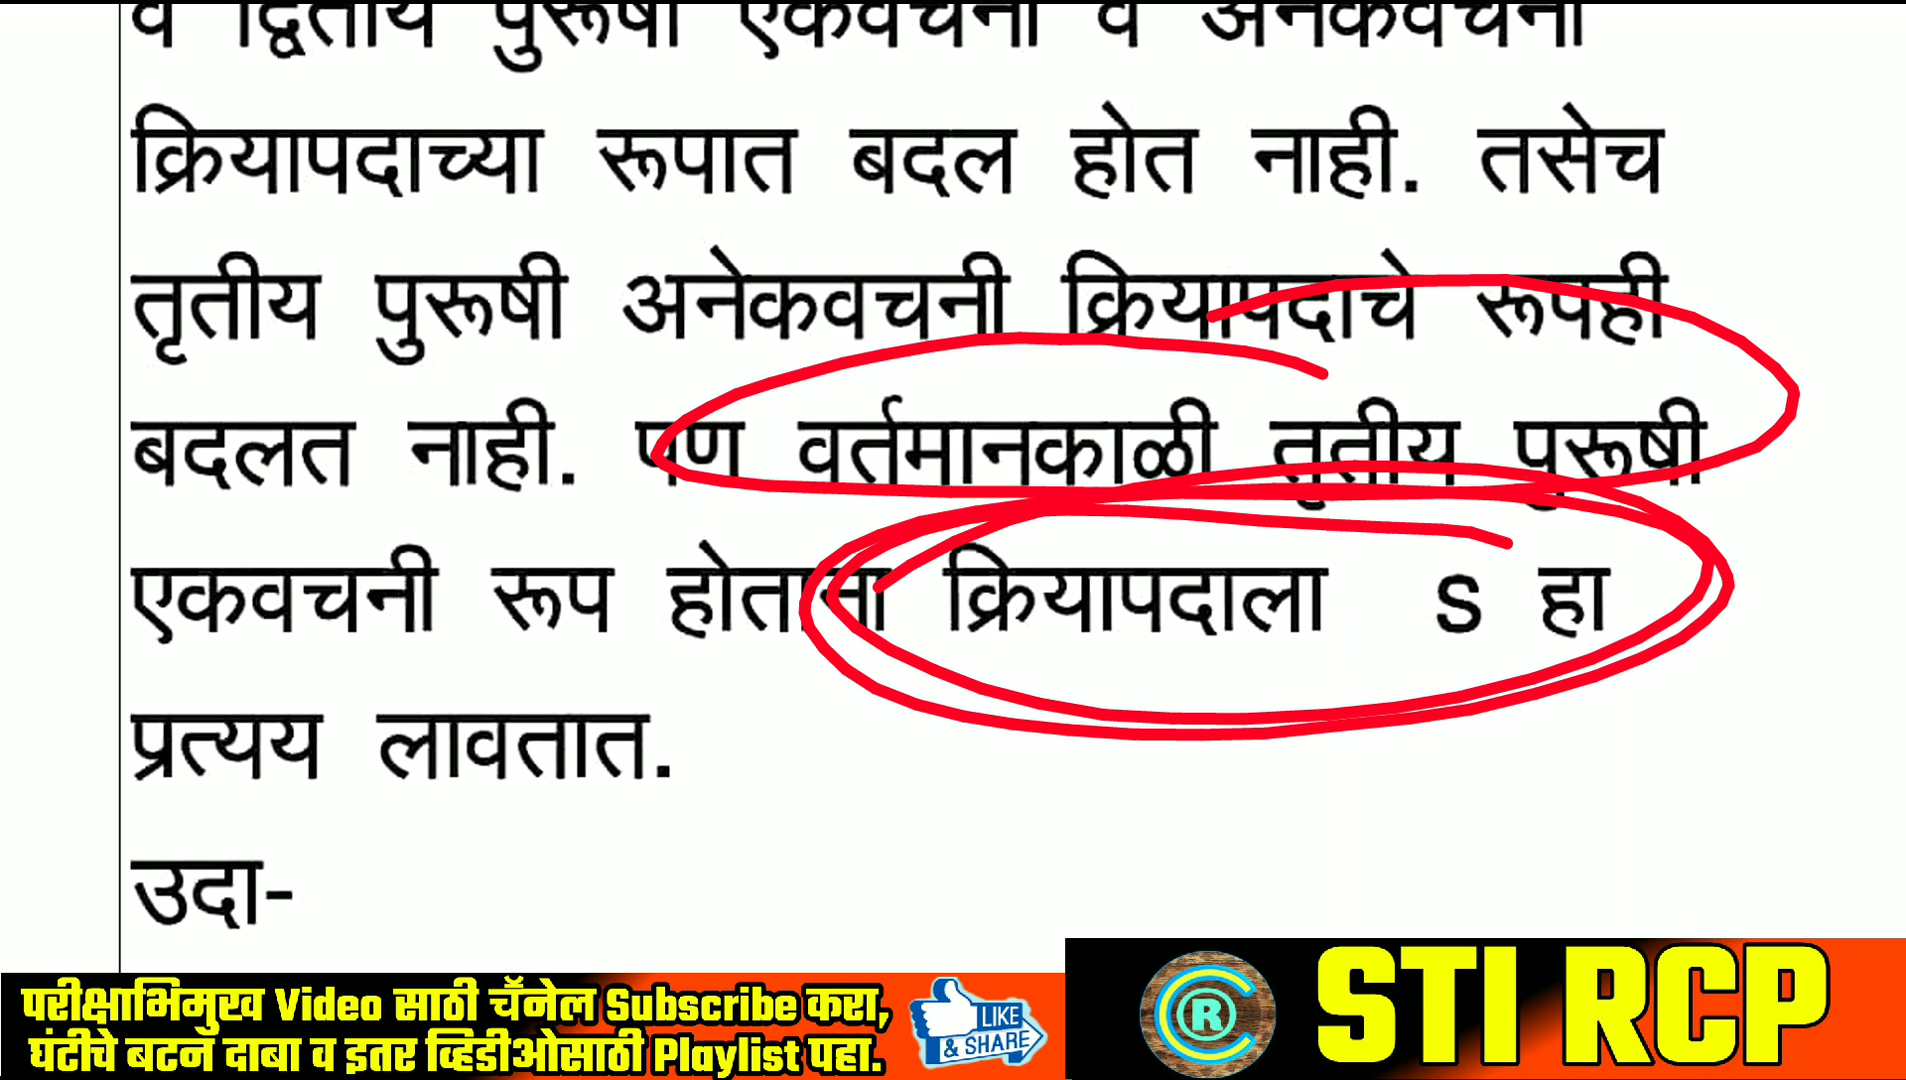 व द्वितीय पुरूषी एकवचनी व अनेकवचनी
क्रियापदाच्या रूपात बदल होत नाही. तसेच
तृतीय पुरूषी अनेकवचनी क्रियापदाचे रूपही
बदलत नाही. पण वर्तमानकाळी तृतीय पुरूषी
एकवचनी रूप होताना क्रियापदाला s हा
प्रत्यय लावतात.
उदा-
परीक्षाभिमुख Video साठी चॅनेल Subscribe करा,
घंटीचे बटन दाबा व इतर व्हिडीओसाठी Playlist पहा.
LIKE
& SHARE
C R
STI RCP